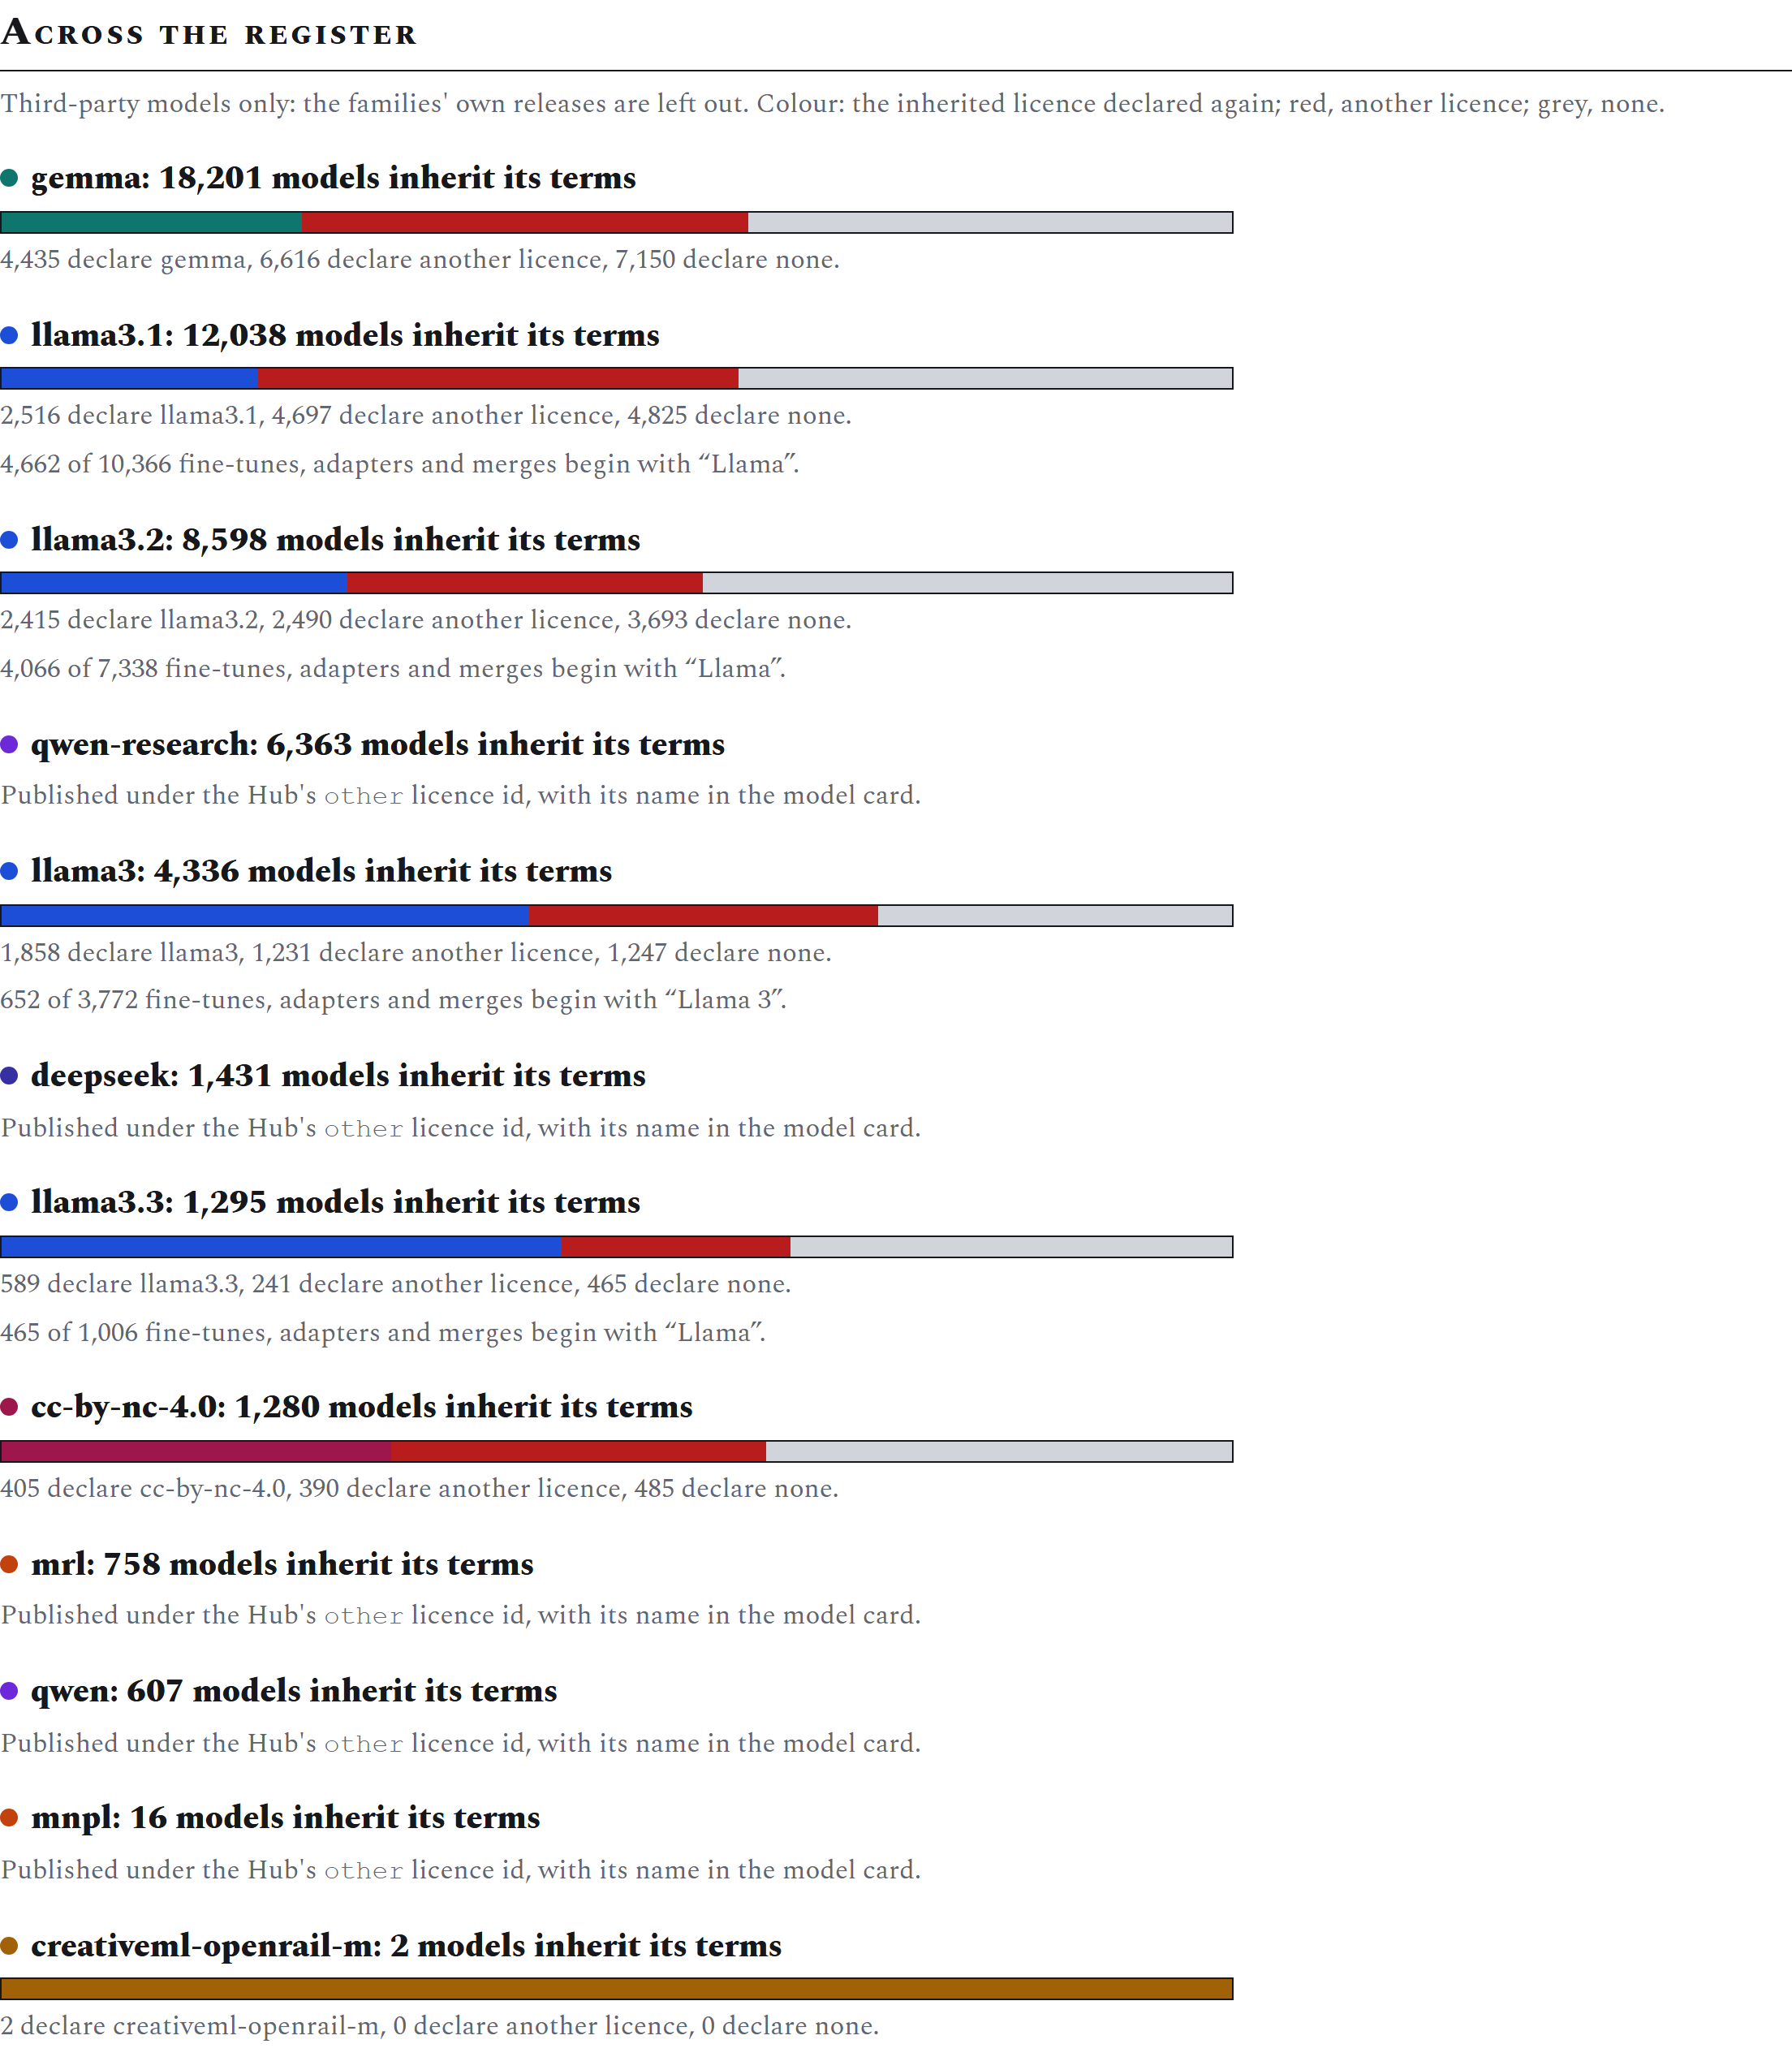 Across the register
Third-party models only: the families' own releases are left out. Colour: the inherited licence declared again; red, another licence; grey, none.
gemma: 18,201 models inherit its terms
4,435 declare gemma, 6,616 declare another licence, 7,150 declare none.
llama3.1: 12,038 models inherit its terms
2,516 declare llama3.1, 4,697 declare another licence, 4,825 declare none.
4,662 of 10,366 fine-tunes, adapters and merges begin with “Llama”.
llama3.2: 8,598 models inherit its terms
2,415 declare llama3.2, 2,490 declare another licence, 3,693 declare none.
4,066 of 7,338 fine-tunes, adapters and merges begin with “Llama”.
qwen-research: 6,363 models inherit its terms
Published under the Hub's other licence id, with its name in the model card.
llama3: 4,336 models inherit its terms
1,858 declare llama3, 1,231 declare another licence, 1,247 declare none.
652 of 3,772 fine-tunes, adapters and merges begin with “Llama 3”.
deepseek: 1,431 models inherit its terms
Published under the Hub's other licence id, with its name in the model card.
llama3.3: 1,295 models inherit its terms
589 declare llama3.3, 241 declare another licence, 465 declare none.
465 of 1,006 fine-tunes, adapters and merges begin with “Llama”.
cc-by-nc-4.0: 1,280 models inherit its terms
405 declare cc-by-nc-4.0, 390 declare another licence, 485 declare none.
mrl: 758 models inherit its terms
Published under the Hub's other licence id, with its name in the model card.
qwen: 607 models inherit its terms
Published under the Hub's other licence id, with its name in the model card.
mnpl: 16 models inherit its terms
Published under the Hub's other licence id, with its name in the model card.
creativeml-openrail-m: 2 models inherit its terms
2 declare creativeml-openrail-m, 0 declare another licence, 0 declare none.